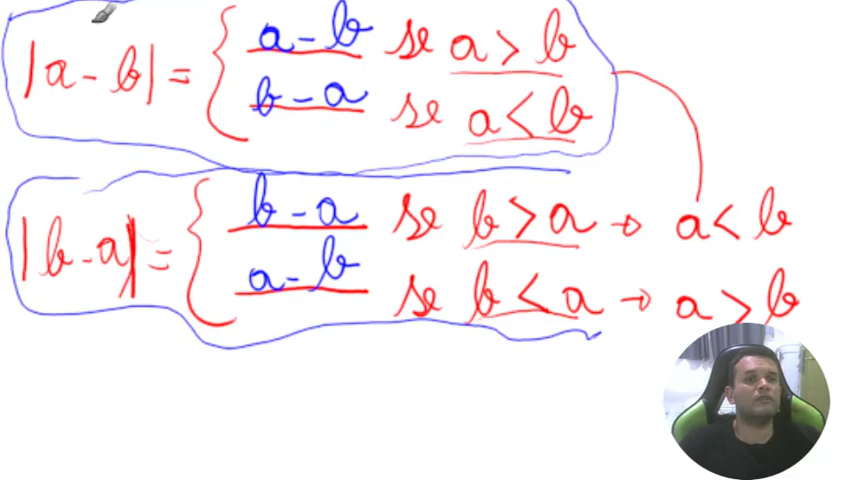 |a - b| = { a - b se a > b
b - a se a < b
|b - a| = { b - a se b > a → a < b
a - b se b < a → a > b